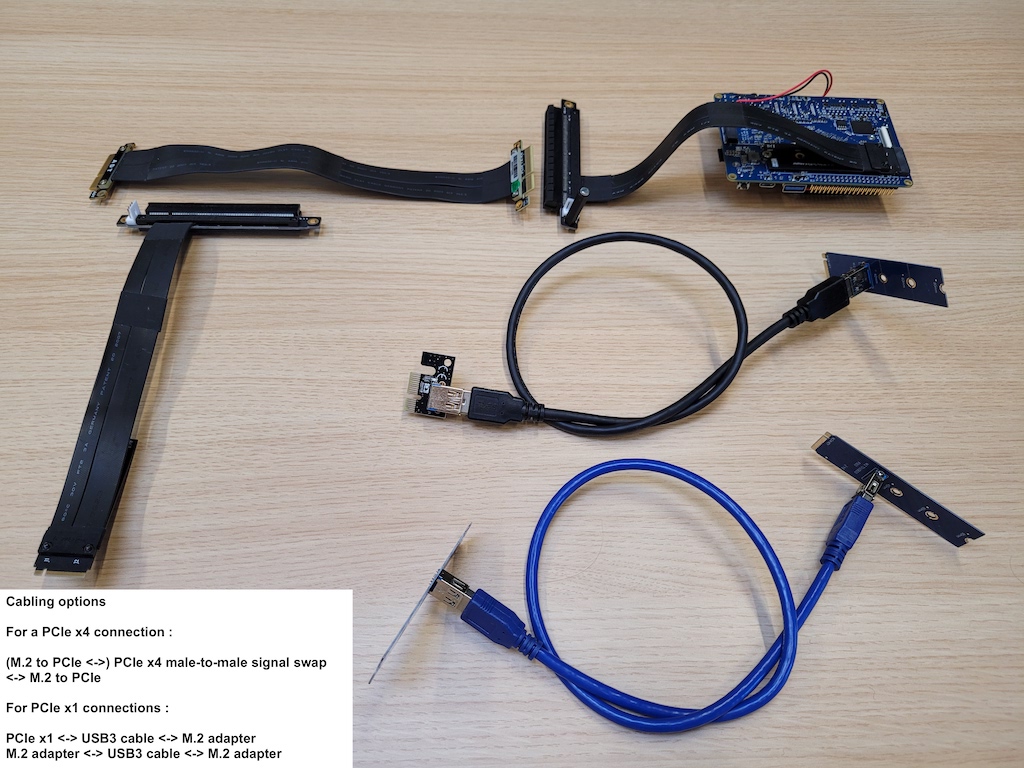 Cabling options
For a PCIe x4 connection :
(M.2 to PCIe <->) PCIe x4 male-to-male signal swap
<-> M.2 to PCIe
For PCIe x1 connections :
PCIe x1 <-> USB3 cable <-> M.2 adapter
M.2 adapter <-> USB3 cable <-> M.2 adapter